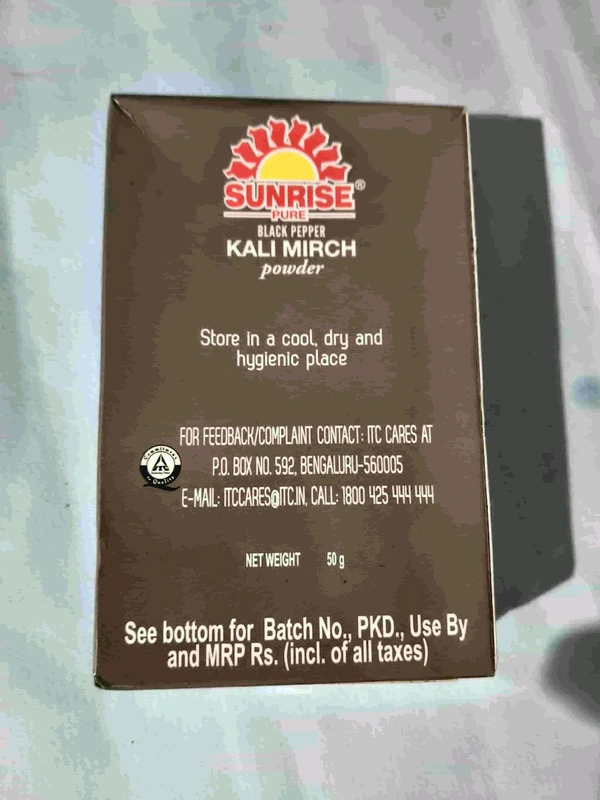 SUNRISE®
PURE
BLACK PEPPER
KALI MIRCH
powder
Store in a cool, dry and
hygienic place
FOR FEEDBACK/COMPLAINT CONTACT: ITC CARES AT
P.O. BOX NO. 592, BENGALURU-560005
E-MAIL: ITCCARES@ITC.IN, CALL: 1800 425 444 444
NET WEIGHT 50 g
See bottom for Batch No., PKD., Use By
and MRP Rs. (incl. of all taxes)